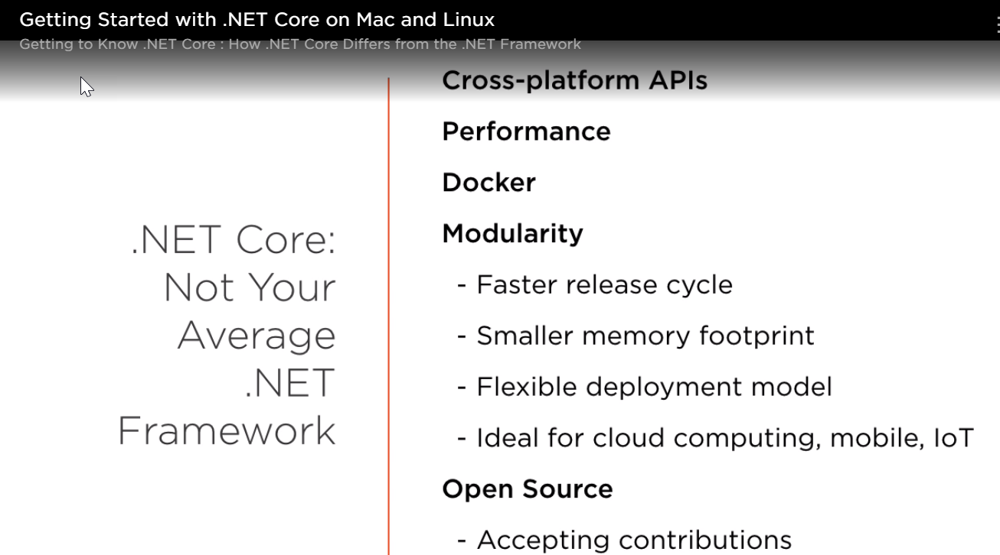 Getting Started with .NET Core on Mac and Linux
Getting to Know .NET Core : How .NET Core Differs from the .NET Framework
.NET Core:
Not Your
Average
.NET
Framework
Cross-platform APIs
Performance
Docker
Modularity
- Faster release cycle
- Smaller memory footprint
- Flexible deployment model
- Ideal for cloud computing, mobile, IoT
Open Source
- Accepting contributions